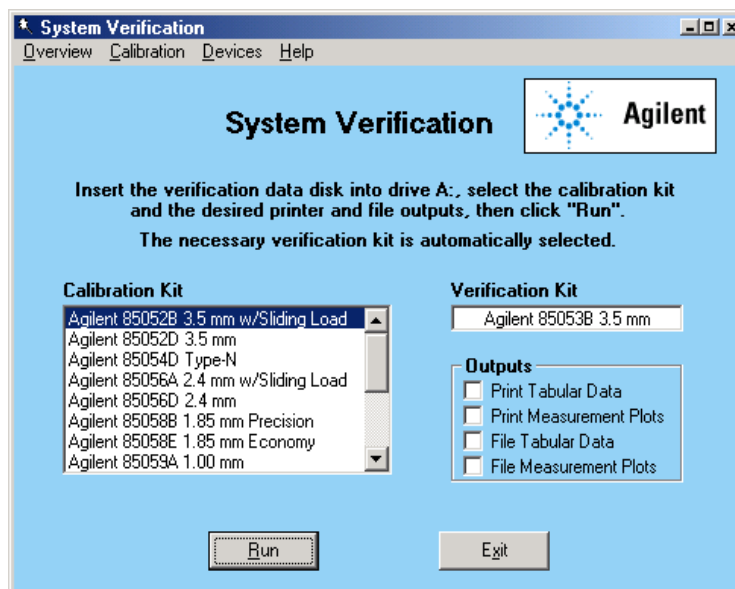 System Verification
Overview Calibration Devices Help
System Verification
Agilent
Insert the verification data disk into drive A:, select the calibration kit
and the desired printer and file outputs, then click "Run".
The necessary verification kit is automatically selected.
Calibration Kit
Agilent 85052B 3.5 mm w/Sliding Load
Agilent 85052D 3.5 mm
Agilent 85054D Type-N
Agilent 85056A 2.4 mm w/Sliding Load
Agilent 85056D 2.4 mm
Agilent 85058B 1.85 mm Precision
Agilent 85058E 1.85 mm Economy
Agilent 85059A 1.00 mm
Verification Kit
Agilent 85053B 3.5 mm
Outputs
Print Tabular Data
Print Measurement Plots
File Tabular Data
File Measurement Plots
Run
Exit